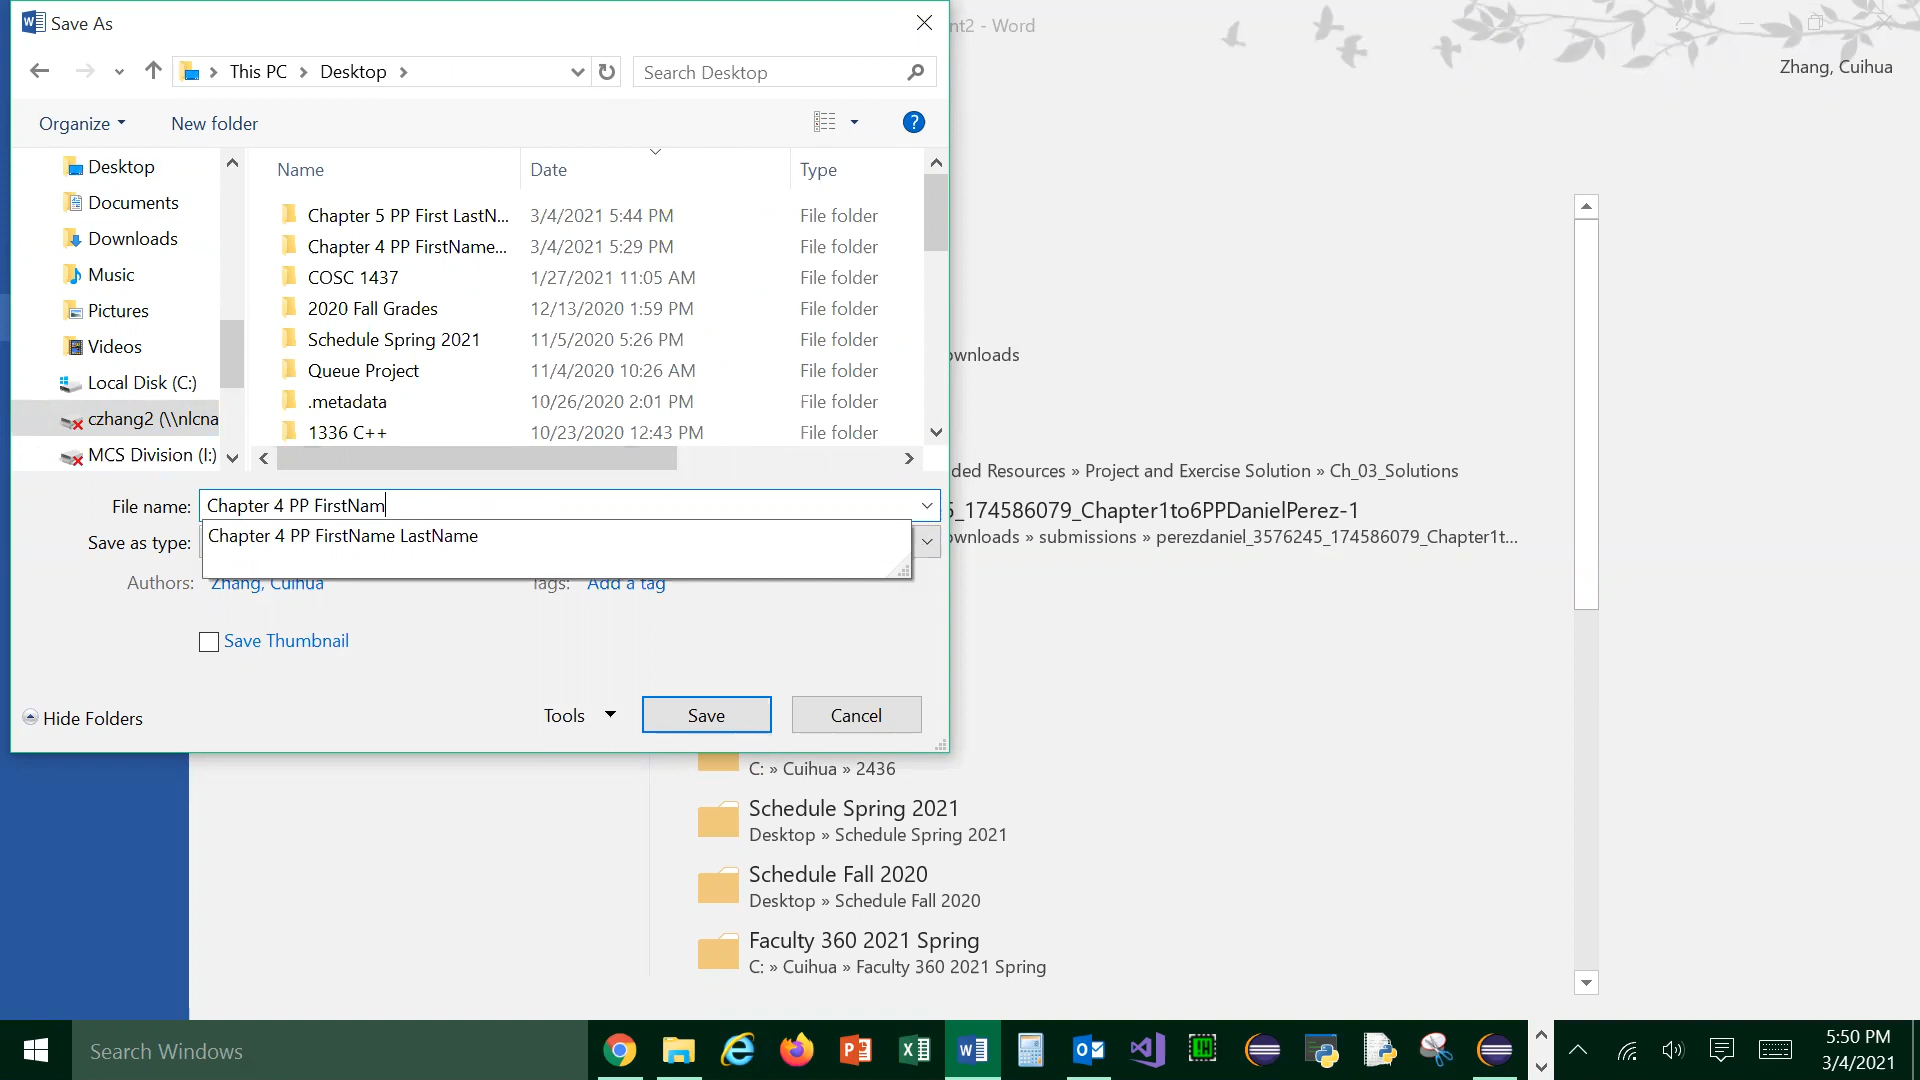 Save As
nt2 - Word
Zhang, Cuihua
This PC
Desktop
Search Desktop
Organize
New folder
?
Name
Date
Type
Desktop
Documents
Downloads
Music
Pictures
Videos
Local Disk (C:)
czhang2 (\\nlcna
MCS Division (I:)
Chapter 5 PP First LastN... 3/4/2021 5:44 PM File folder
Chapter 4 PP FirstName... 3/4/2021 5:29 PM File folder
COSC 1437 1/27/2021 11:05 AM File folder
2020 Fall Grades 12/13/2020 1:59 PM File folder
Schedule Spring 2021 11/5/2020 5:26 PM File folder
Queue Project 11/4/2020 10:26 AM File folder
.metadata 10/26/2020 2:01 PM File folder
1336 C++ 10/23/2020 12:43 PM File folder
File name: Chapter 4 PP FirstNam
Chapter 4 PP FirstName LastName
Save as type:
Authors: Zhang, Cuihua Tags: Add a tag
Save Thumbnail
Hide Folders
Tools
Save
Cancel
ownloads
ded Resources » Project and Exercise Solution » Ch_03_Solutions
_174586079_Chapter1to6PPDanielPerez-1
ownloads » submissions » perezdaniel_3576245_174586079_Chapter1t...
C: » Cuihua » 2436
Schedule Spring 2021
Desktop » Schedule Spring 2021
Schedule Fall 2020
Desktop » Schedule Fall 2020
Faculty 360 2021 Spring
C: » Cuihua » Faculty 360 2021 Spring
Search Windows
5:50 PM
3/4/2021